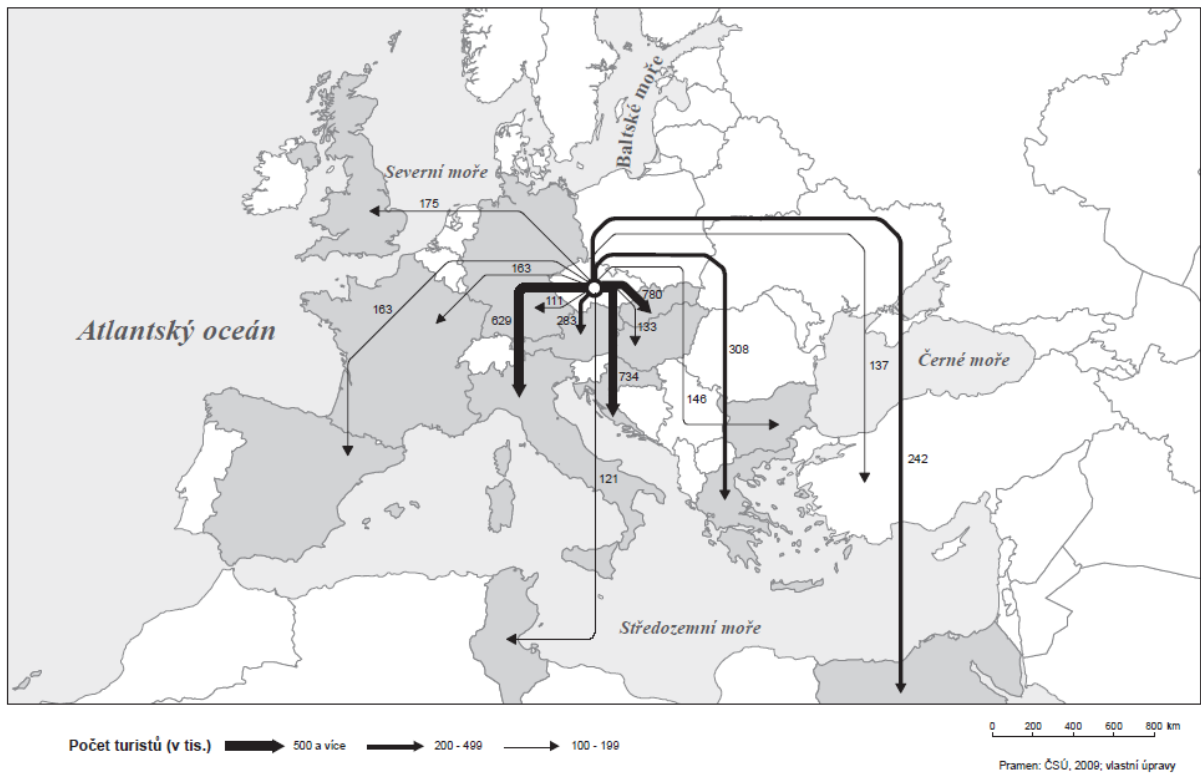 Baltské moře
Severní moře
175
163
163
780
111
629
283
133
Atlantský oceán
308
Černé moře
137
734
146
242
121
Středozemní moře
0 200 400 600 800 km
Počet turistů (v tis.) 500 a více 200 - 499 100 - 199
Pramen: ČSÚ, 2009; vlastní úpravy